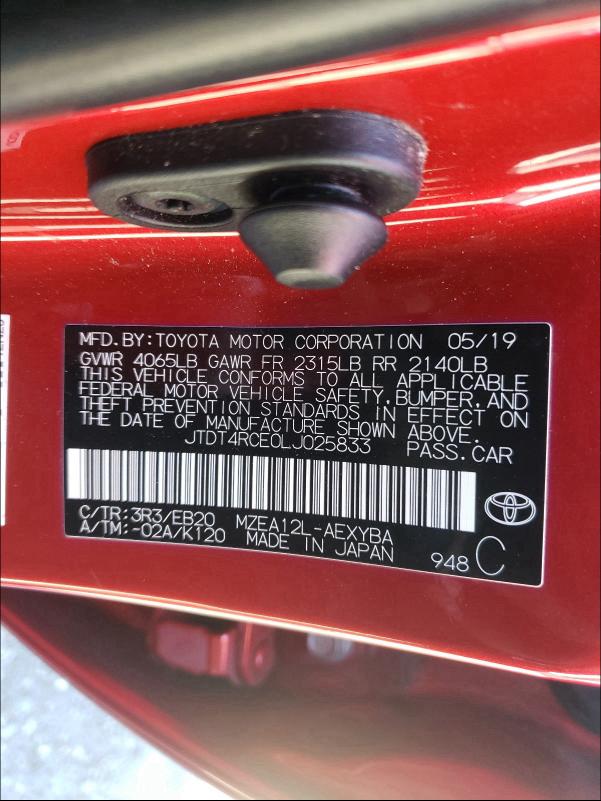 MFD. BY: TOYOTA MOTOR CORPORATION 05/19
GVWR 4065LB GAWR FR 2315LB RR 2140LB
THIS VEHICLE CONFORMS TO ALL APPLICABLE
FEDERAL MOTOR VEHICLE SAFETY, BUMPER, AND
THEFT PREVENTION STANDARDS IN EFFECT ON
THE DATE OF MANUFACTURE SHOWN ABOVE.
JTDT4RCE0LJ025833 PASS. CAR
C/TR: 3R3/EB20 MZEA12L-AEXYBA
A/TM: -02A/K120 MADE IN JAPAN
948 C